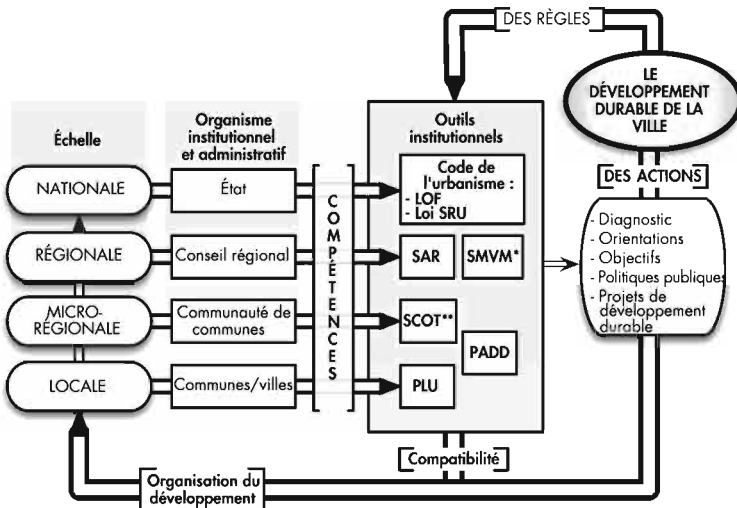 DES RÈGLES
LE
DÉVELOPPEMENT
DURABLE DE LA
VILLE
Échelle
Organisme
institutionnel
et administratif
Outils
institutionnels
NATIONALE
État
COMPÉTENCES
Code de
l'urbanisme :
- LOF
- Loi SRU
DES ACTIONS
RÉGIONALE
Conseil régional
SAR
SMVM*
- Diagnostic
- Orientations
- Objectifs
- Politiques publiques
- Projets de
développement
durable
MICRO-
RÉGIONALE
Communauté de
communes
SCOT**
PADD
LOCALE
Communes/villes
PLU
Compatibilité
Organisation du
développement